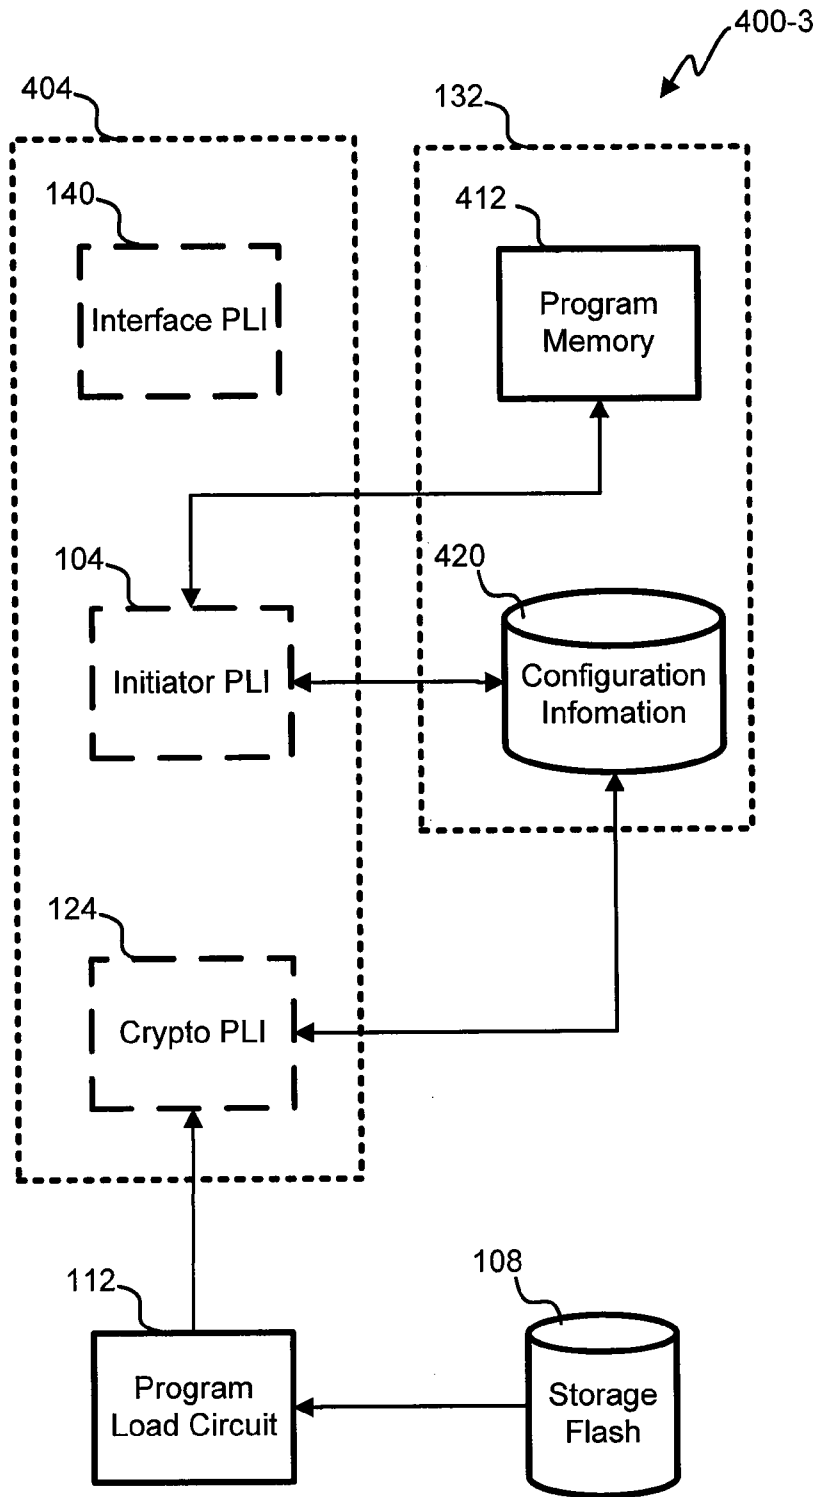 400-3
404
132
140
412
Interface PLI
Program
Memory
104
420
Initiator PLI
Configuration
Infomation
124
Crypto PLI
112
108
Program
Load Circuit
Storage
Flash